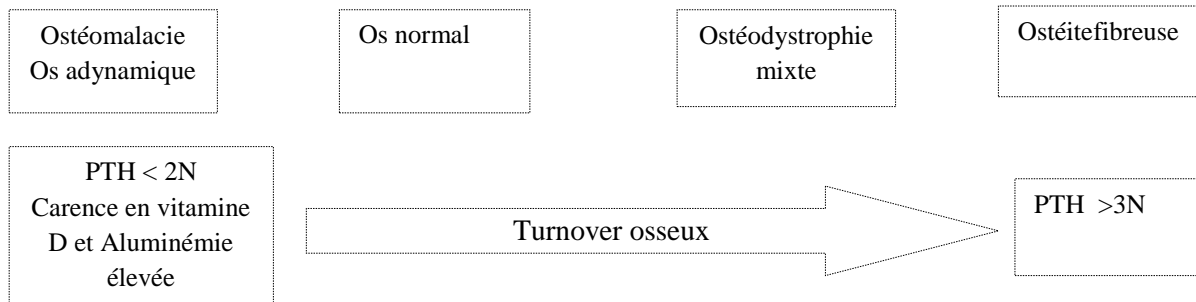 Ostéomalacie
Os adynamique
Os normal
Ostéodystrophie
mixte
Ostéitefibreuse
PTH < 2N
Carence en vitamine
D et Aluminémie
élevée
Turnover osseux
PTH >3N